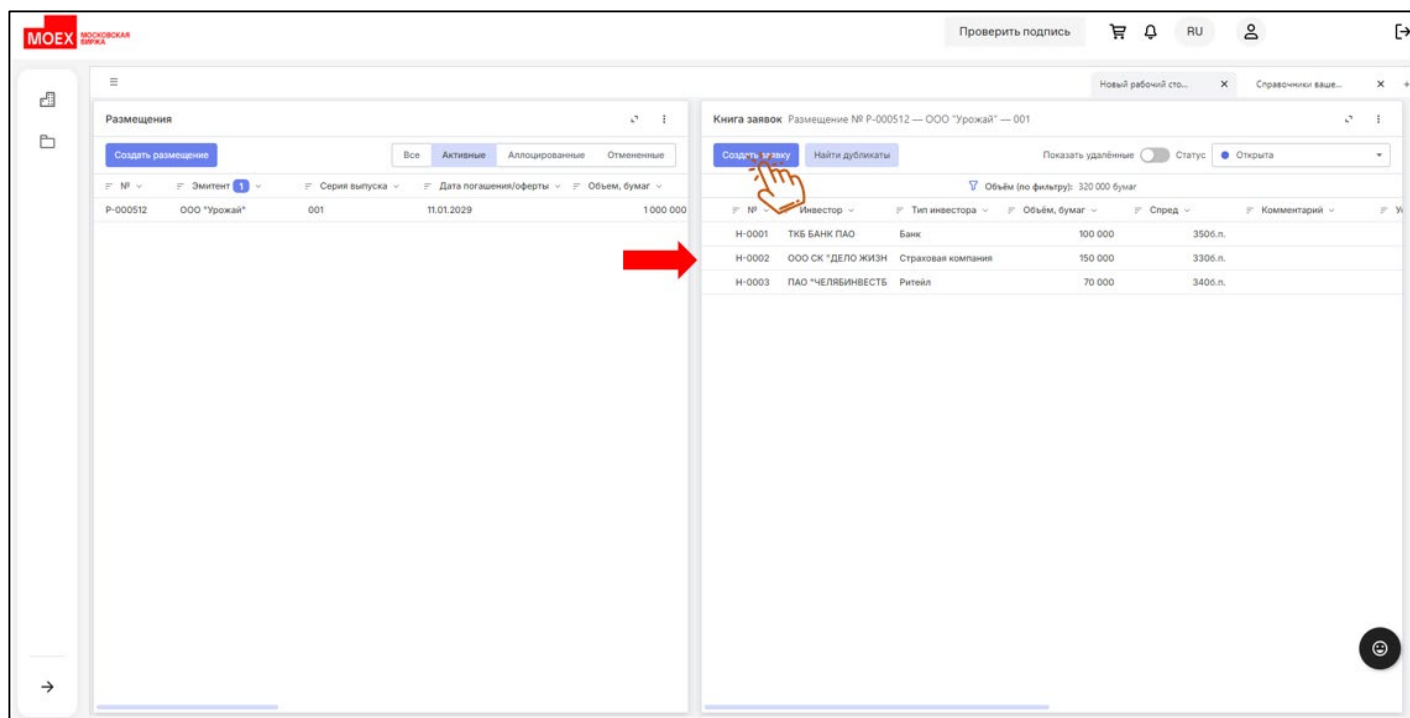 MOEX МОСКОВСКАЯ БИРЖА
Проверить подпись RU
Новый рабочий сто... Справочники ваше...
Размещения
Создать размещение Все Активные Аллоцированные Отмененные
№ Эмитент 1 Серия выпуска Дата погашения/оферты Объем, бумаг
P-000512 ООО "Урожай" 001 11.01.2029 1 000 000
Книга заявок Размещение № P-000512 — ООО "Урожай" — 001
Создать заявку Найти дубликаты Показать удалённые Статус Открыта
Объём (по фильтру): 320 000 бумаг
№ Инвестор Тип инвестора Объём, бумаг Спред Комментарий
H-0001 ТКБ БАНК ПАО Банк 100 000 350б.п.
H-0002 ООО СК "ДЕЛО ЖИЗН Страховая компания 150 000 330б.п.
H-0003 ПАО "ЧЕЛЯБИНВЕСТБ Ритейл 70 000 340б.п.